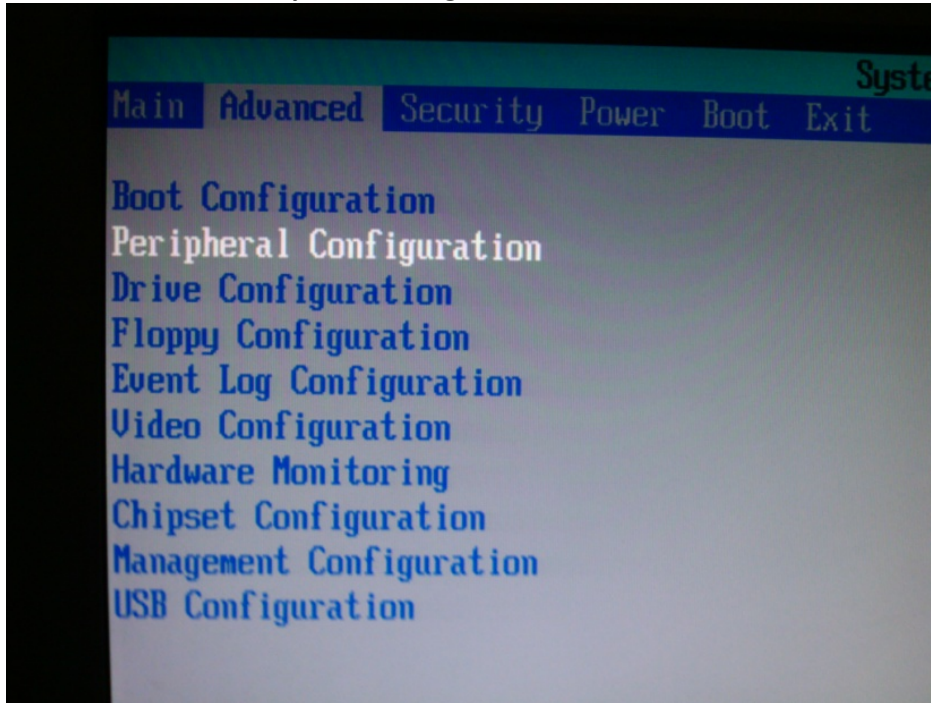 Syste
Main Advanced Security Power Boot Exit
Boot Configuration
Peripheral Configuration
Drive Configuration
Floppy Configuration
Event Log Configuration
Video Configuration
Hardware Monitoring
Chipset Configuration
Management Configuration
USB Configuration